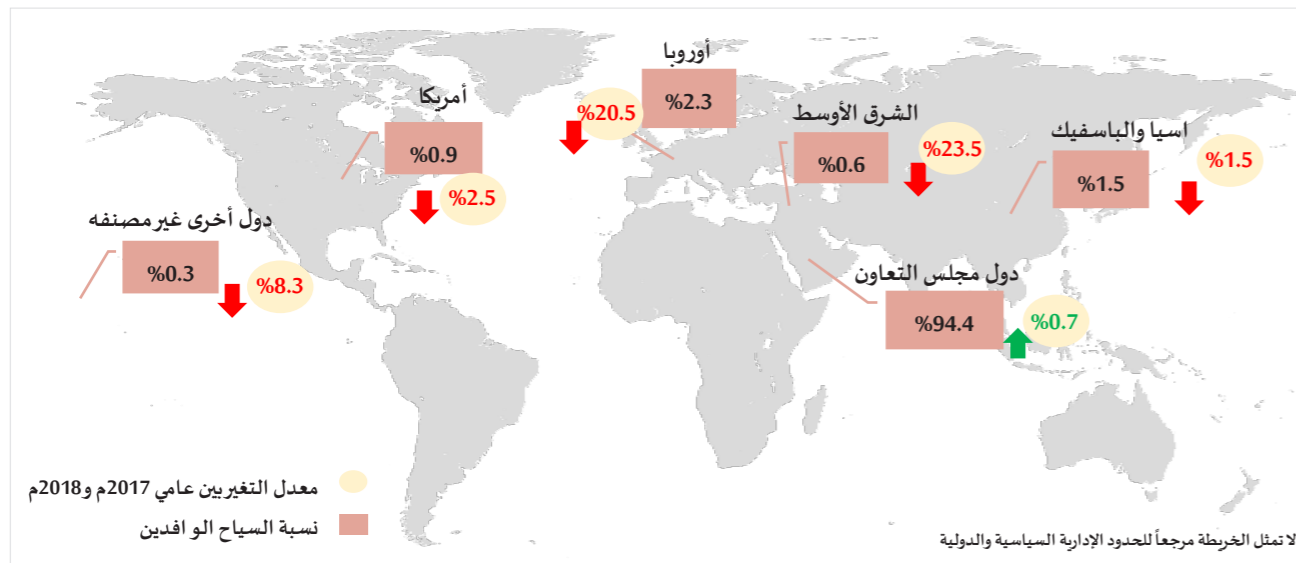 أوروبا
%2.3
%20.5
أمريكا
%0.9
%2.5
الشرق الأوسط
%0.6
%23.5
اسيا والباسفيك
%1.5
%1.5
دول أخرى غير مصنفه
%0.3
%8.3
دول مجلس التعاون
%94.4
%0.7
معدل التغير بين عامي 2017م و2018م
نسبة السياح الوافدين
لا تمثل الخريطة مرجعاً للحدود الإدارية السياسية والدولية